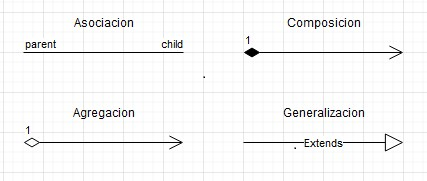 Asociacion
parent child
Composicion
1
Agregacion
1
Generalizacion
Extends